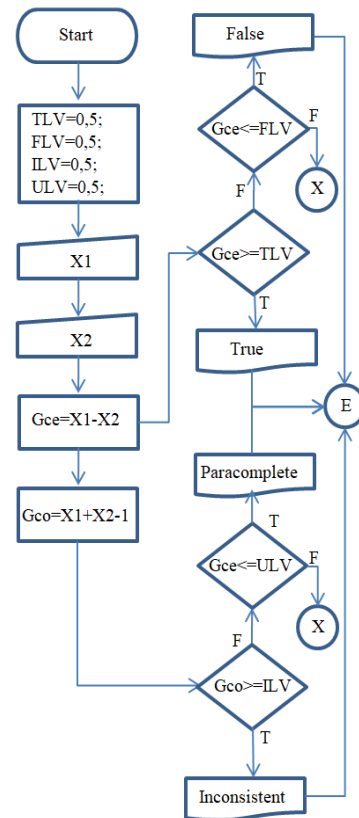 Start
TLV=0,5;
FLV=0,5;
ILV=0,5;
ULV=0,5;
X1
X2
Gce=X1-X2
Gco=X1+X2-1
False
T
Gce<=FLV
F
X
F
Gce>=TLV
T
True
E
Paracomplete
T
Gce<=ULV
F
X
F
Gco>=ILV
T
Inconsistent